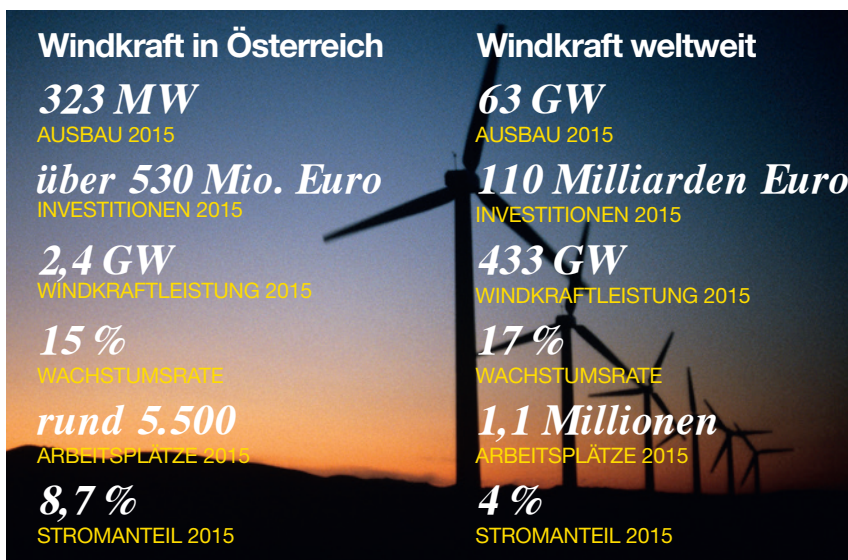 Windkraft in Österreich
323 MW
AUSBAU 2015
über 530 Mio. Euro
INVESTITIONEN 2015
2,4 GW
WINDKRAFTLEISTUNG 2015
15 %
WACHSTUMSRATE
rund 5.500
ARBEITSPLÄTZE 2015
8,7 %
STROMANTEIL 2015
Windkraft weltweit
63 GW
AUSBAU 2015
110 Milliarden Euro
INVESTITIONEN 2015
433 GW
WINDKRAFTLEISTUNG 2015
17 %
WACHSTUMSRATE
1,1 Millionen
ARBEITSPLÄTZE 2015
4 %
STROMANTEIL 2015